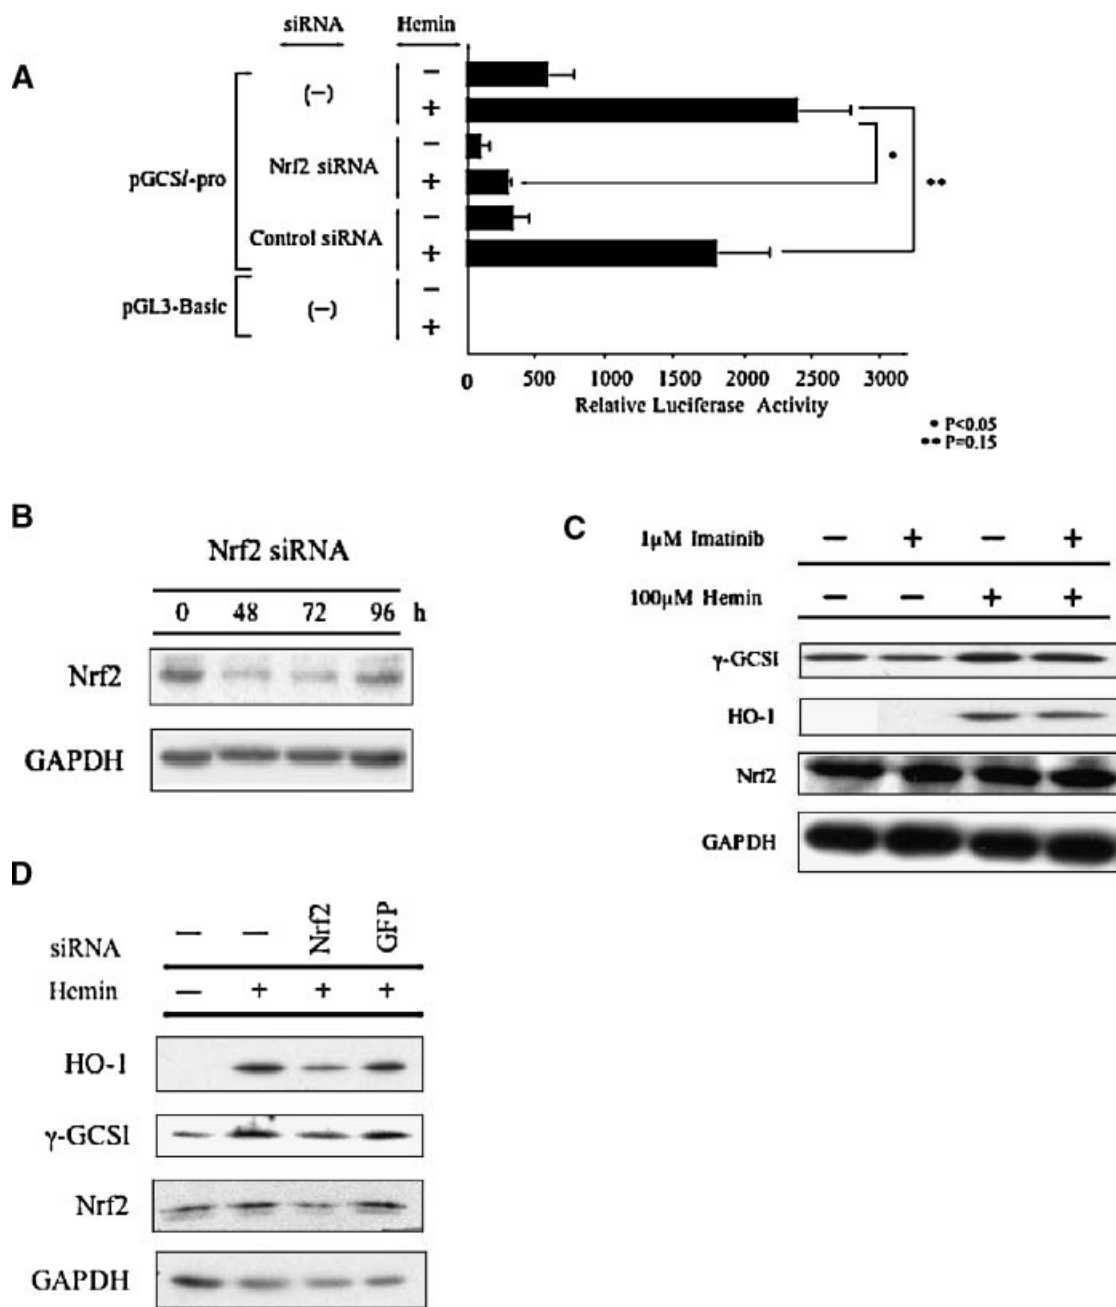 A
siRNA Hemin
(−) −
+
pGCSl-pro Nrf2 siRNA −
+
Control siRNA −
+
pGL3-Basic (−) −
+
0 500 1000 1500 2000 2500 3000
Relative Luciferase Activity
• P<0.05
•• P=0.15
•
••
B
Nrf2 siRNA
0 48 72 96 h
Nrf2
GAPDH
C
1μM Imatinib − + − +
100μM Hemin − − + +
γ-GCSl
HO-1
Nrf2
GAPDH
D
siRNA − − Nrf2 GFP
Hemin − + + +
HO-1
γ-GCSl
Nrf2
GAPDH